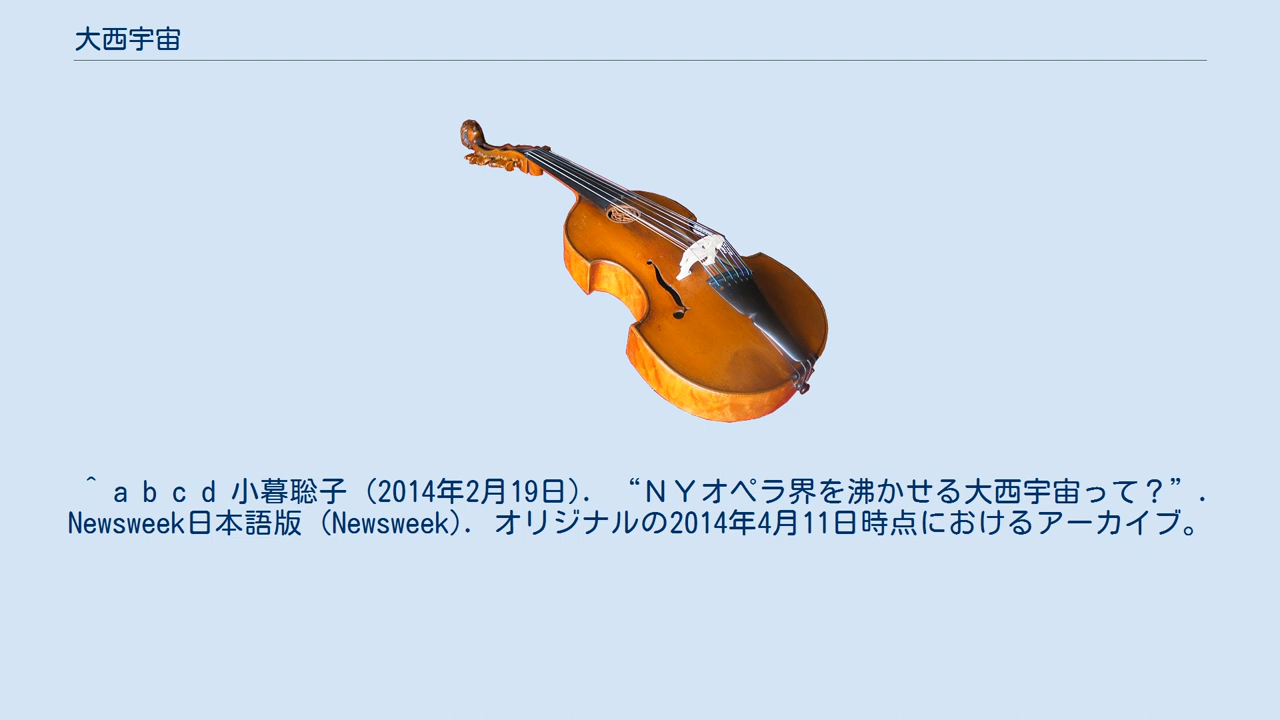 大西宇宙
^ a b c d 小暮聡子 (2014年2月19日). “ＮＹオペラ界を沸かせる大西宇宙って？”.
Newsweek日本語版 (Newsweek). オリジナルの2014年4月11日時点におけるアーカイブ。